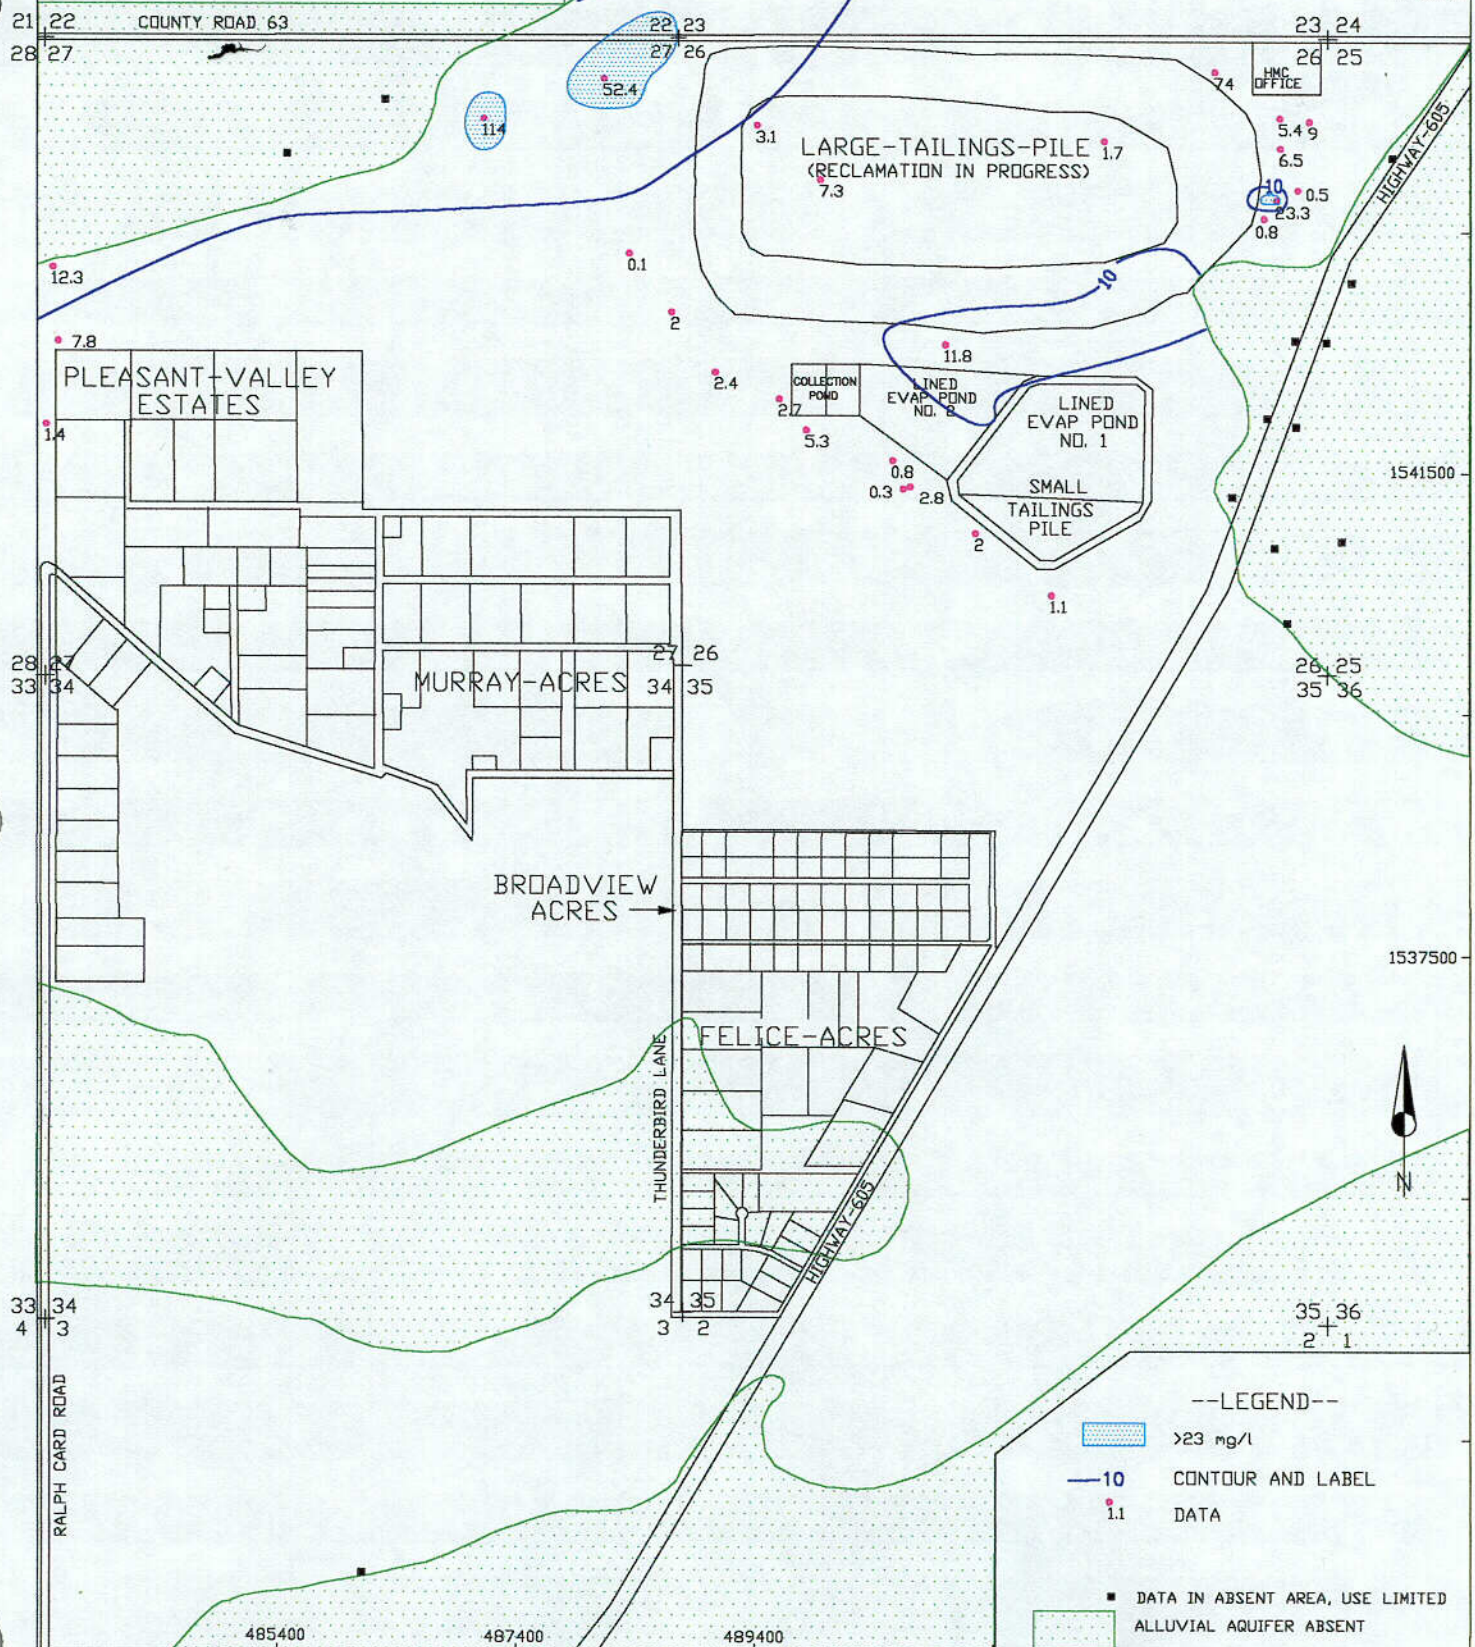 21 22
COUNTY ROAD 63
22 23
23 24
28 27
27 26
26 25
52.4
74
HMC
OFFICE
114
3.1
5.4
9
LARGE-TAILINGS-PILE
1.7
(RECLAMATION IN PROGRESS)
6.5
7.3
HIGHWAY-605
10
0.5
23.3
0.8
12.3
0.1
10
2
7.8
11.8
PLEASANT-VALLEY
ESTATES
2.4
COLLECTION
POND
LINED
EVAP POND
NO. 2
2.7
LINED
EVAP POND
NO. 1
1.4
5.3
0.8
1541500
0.3
2.8
SMALL
TAILINGS
PILE
2
1.1
28 27
33 34
27 26
34 35
26 25
35 36
MURRAY-ACRES
BROADVIEW
ACRES
1537500
FELICE-ACRES
THUNDERBIRD LANE
N
HIGHWAY-605
33 34
4 3
34 35
3 2
35 36
2 1
RALPH CARD ROAD
--LEGEND--
>23 mg/l
10 CONTOUR AND LABEL
1.1 DATA
DATA IN ABSENT AREA, USE LIMITED
ALLUVIAL AQUIFER ABSENT
485400
487400
489400